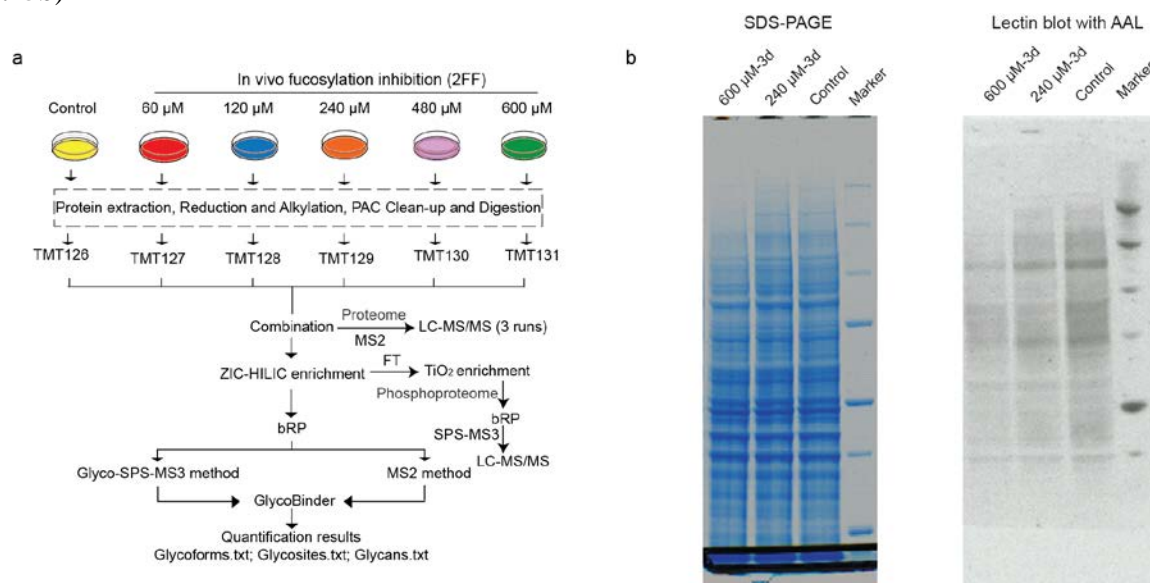 a
In vivo fucosylation inhibition (2FF)
Control 60 µM 120 µM 240 µM 480 µM 600 µM
Protein extraction, Reduction and Alkylation, PAC Clean-up and Digestion
TMT126 TMT127 TMT128 TMT129 TMT130 TMT131
Proteome
Combination LC-MS/MS (3 runs)
MS2
FT
ZIC-HILIC enrichment TiO₂ enrichment
Phosphoproteome
bRP bRP
SPS-MS3
LC-MS/MS
Glyco-SPS-MS3 method MS2 method
GlycoBinder
Quantification results
Glycoforms.txt; Glycosites.txt; Glycans.txt
b
SDS-PAGE
600 µM-3d
240 µM-3d
Control
Marker
Lectin blot with AAL
600 µM-3d
240 µM-3d
Control
Marker